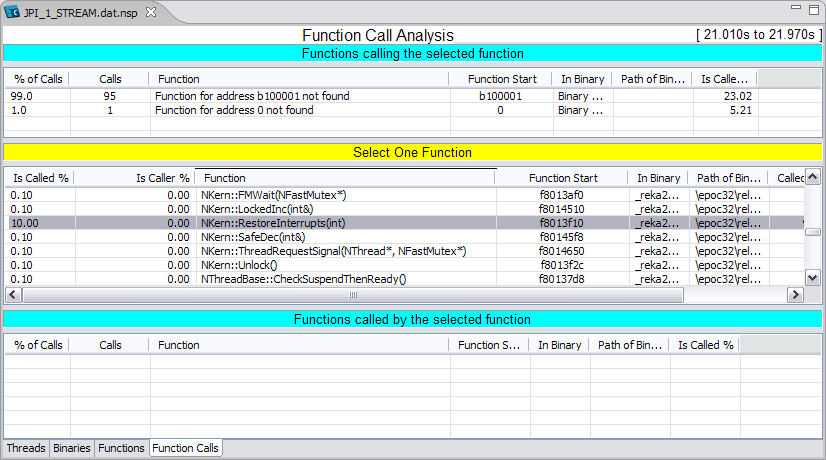 JPI_1_STREAM.dat.nsp
Function Call Analysis [ 21.010s to 21.970s]
Functions calling the selected function
% of Calls Calls Function Function Start In Binary Path of Bin... Is Calle...
99.0 95 Function for address b100001 not found b100001 Binary ... 23.02
1.0 1 Function for address 0 not found 0 Binary ... 5.21
Select One Function
Is Called % Is Caller % Function Function Start In Binary Path of Bin... Called
0.10 0.00 NKern::FMWait(NFastMutex*) f8013af0 _reka2... \epoc32\rel...
0.10 0.00 NKern::LockedInc(int&) f8014510 _reka2... \epoc32\rel...
10.00 0.00 NKern::RestoreInterrupts(int) f8013f10 _reka2... \epoc32\rel...
0.10 0.00 NKern::SafeDec(int&) f80145f8 _reka2... \epoc32\rel...
0.10 0.00 NKern::ThreadRequestSignal(NThread*, NFastMutex*) f8014650 _reka2... \epoc32\rel...
0.10 0.00 NKern::Unlock() f8013f2c _reka2... \epoc32\rel...
0.10 0.00 NThreadBase::CheckSuspendThenReady() f80137d8 _reka2... \epoc32\rel...
Functions called by the selected function
% of Calls Calls Function Function S... In Binary Path of Bin... Is Called %
Threads Binaries Functions Function Calls